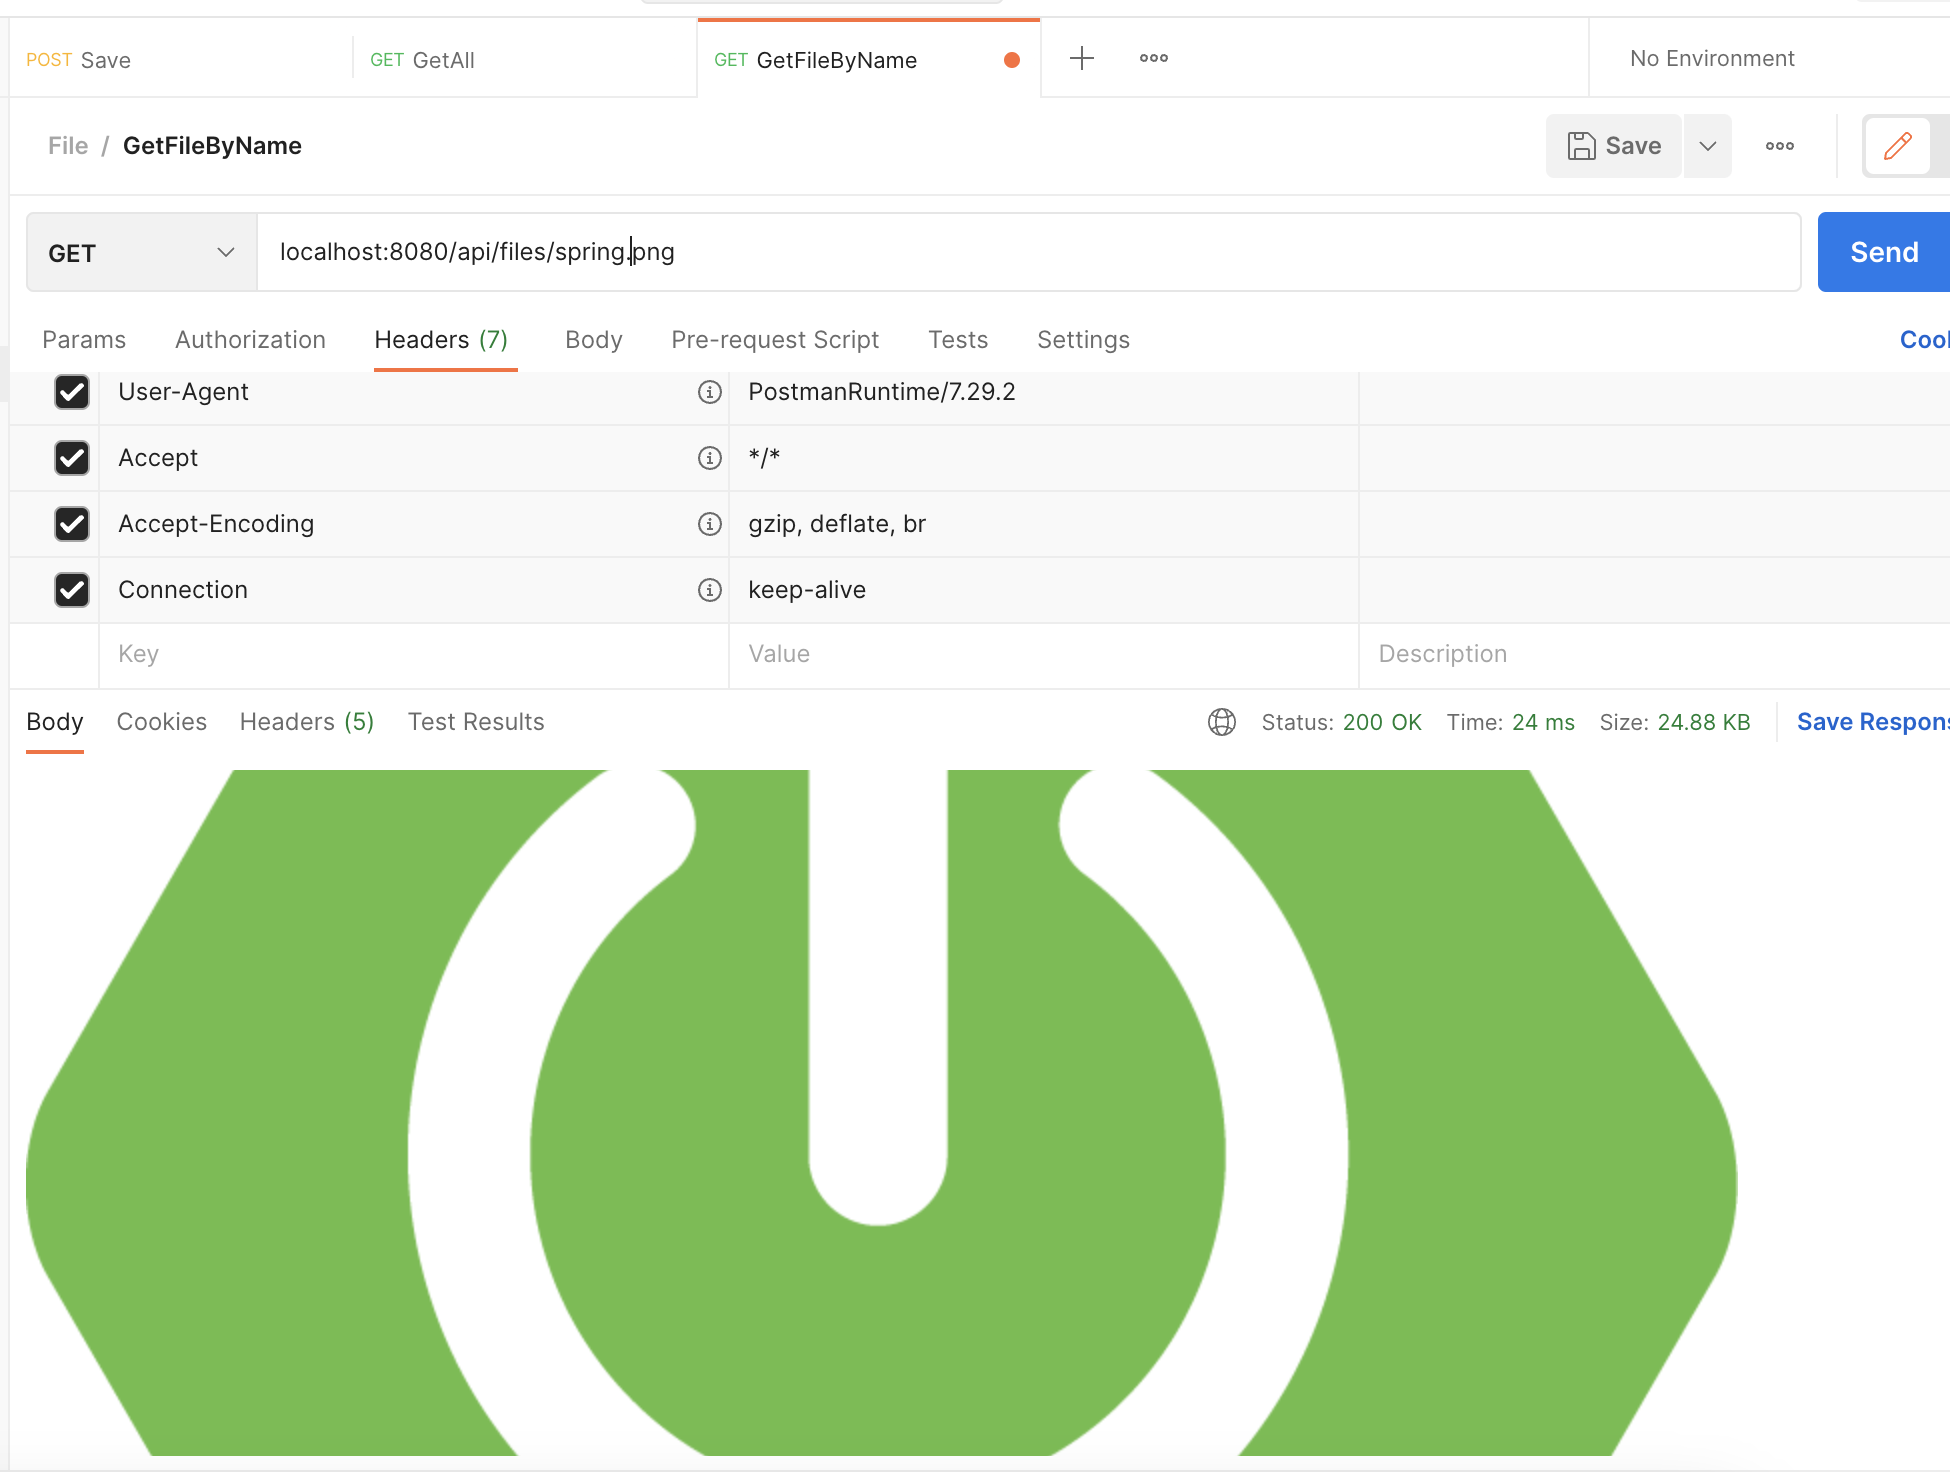 POST Save GET GetAll GET GetFileByName No Environment
File / GetFileByName Save
GET localhost:8080/api/files/spring.png Send
Params Authorization Headers (7) Body Pre-request Script Tests Settings
User-Agent PostmanRuntime/7.29.2
Accept */*
Accept-Encoding gzip, deflate, br
Connection keep-alive
Key Value Description
Body Cookies Headers (5) Test Results Status: 200 OK Time: 24 ms Size: 24.88 KB Save Respons